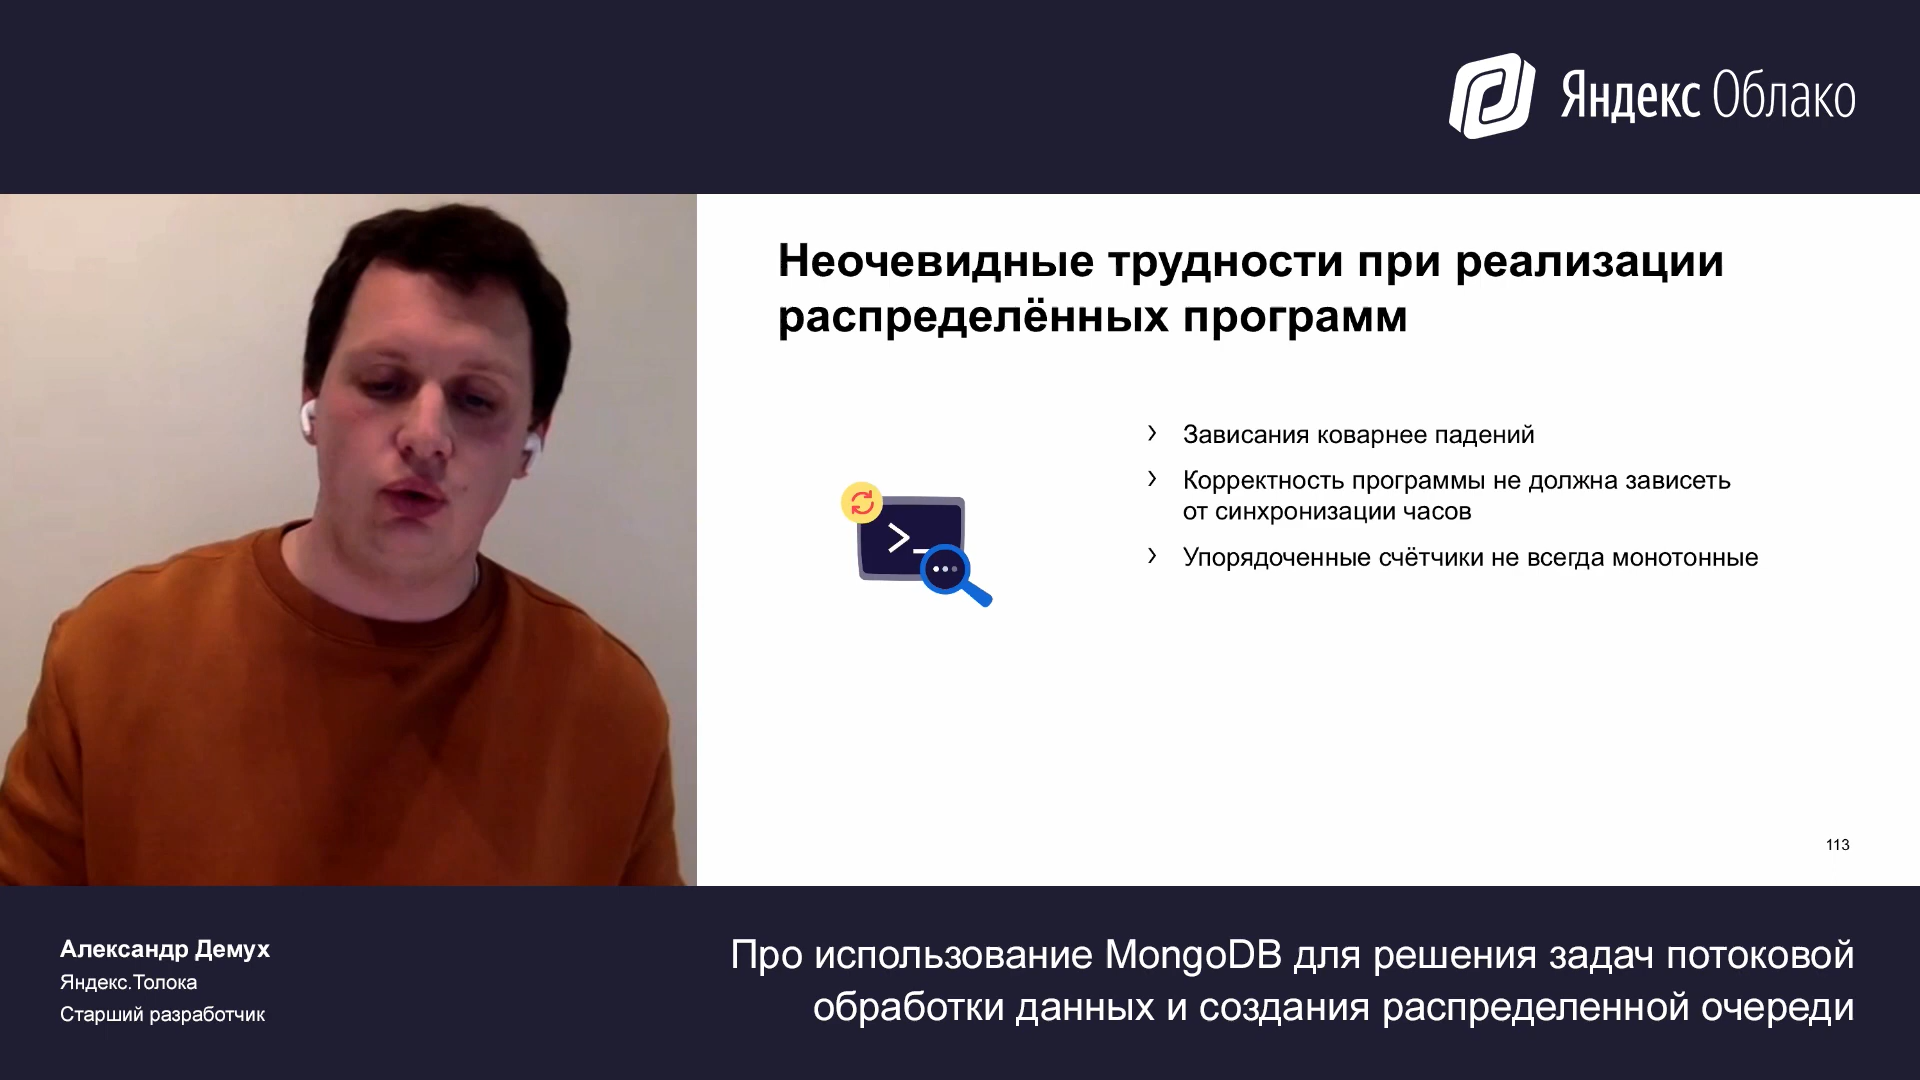 Яндекс Облако
Неочевидные трудности при реализации
распределённых программ
› Зависания коварнее падений
› Корректность программы не должна зависеть
от синхронизации часов
› Упорядоченные счётчики не всегда монотонные
>_
113
Александр Демух
Яндекс.Толока
Старший разработчик
Про использование MongoDB для решения задач потоковой
обработки данных и создания распределенной очереди